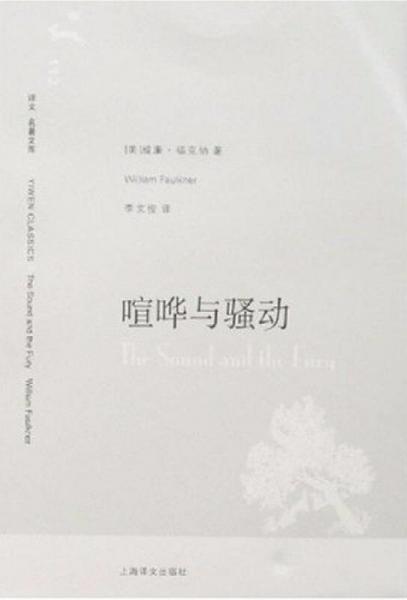 译文 名著文库 YIWEN CLASSICS The Sound and the Fury William Faulkner
[美]威廉·福克纳 著
William Faulkner
李文俊 译
喧哗与骚动
The Sound and the Fury
上海译文出版社